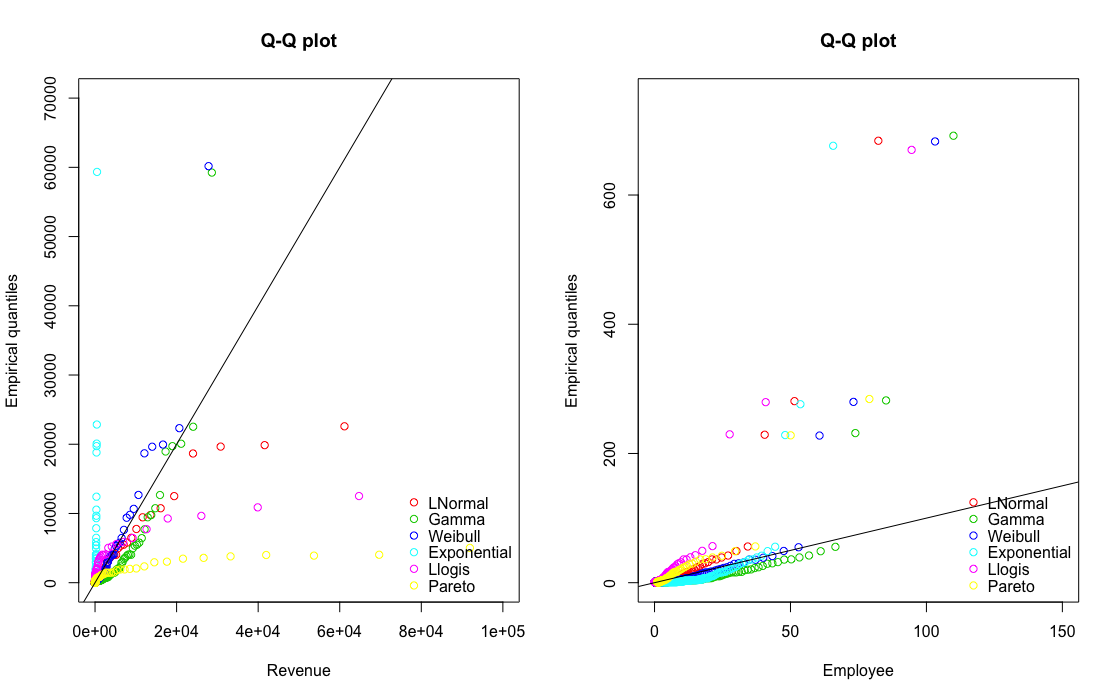 Q-Q plot
Empirical quantiles
70000
60000
50000
40000
30000
20000
10000
0
LNormal
Gamma
Weibull
Exponential
Llogis
Pareto
0e+00 2e+04 4e+04 6e+04 8e+04 1e+05
Revenue
Q-Q plot
Empirical quantiles
600
400
200
0
LNormal
Gamma
Weibull
Exponential
Llogis
Pareto
0 50 100 150
Employee